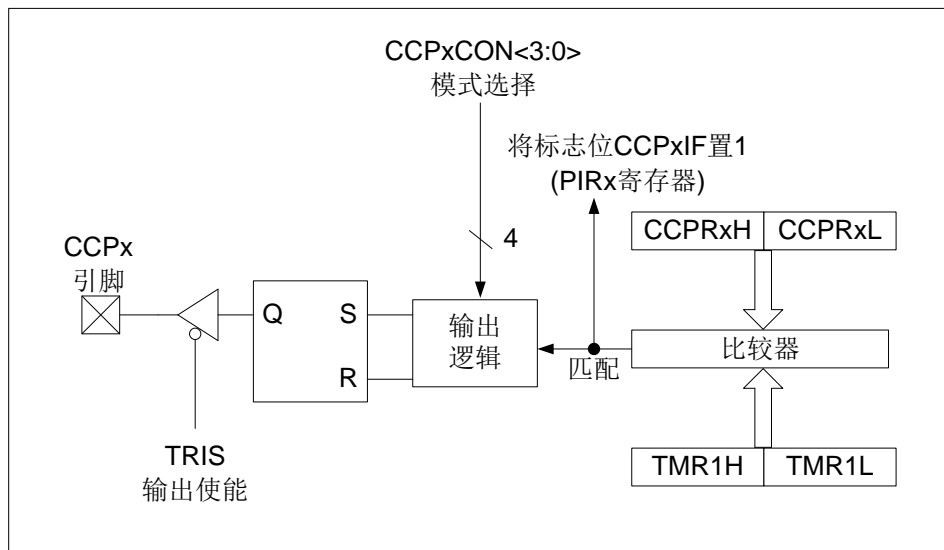 CCPxCON<3:0>
模式选择
将标志位CCPxIF置1
(PIRx寄存器)
4
CCPRxH
CCPRxL
CCPx
引脚
Q
S
R
输出
逻辑
匹配
比较器
TRIS
输出使能
TMR1H
TMR1L